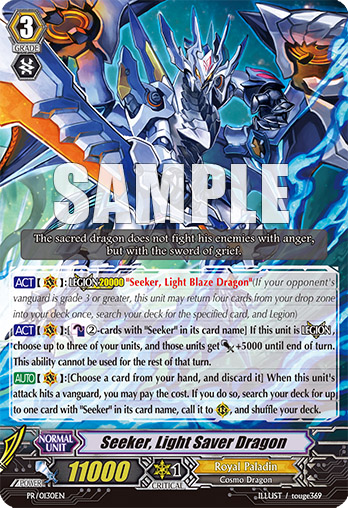 3
GRADE
SAMPLE
The sacred dragon does not fight his enemies with anger,
but with the sword of grief.
ACT [ ]:LEGION 20000 "Seeker, Light Blaze Dragon"(If your opponent's
vanguard is grade 3 or greater, this unit may return four cards from your drop zone
into your deck once, search your deck for the specified card, and Legion)
ACT [ ]:[ ②-cards with "Seeker" in its card name] If this unit is LEGION,
choose up to three of your units, and those units get +5000 until end of turn.
This ability cannot be used for the rest of that turn.
AUTO [ ]:[Choose a card from your hand, and discard it] When this unit's
attack hits a vanguard, you may pay the cost. If you do so, search your deck for up
to one card with "Seeker" in its card name, call it to , and shuffle your deck.
NORMAL
UNIT
Seeker, Light Saver Dragon
POWER
11000
1
CRITICAL
Royal Paladin
Cosmo Dragon
PR/0130EN
ILLUST / touge369